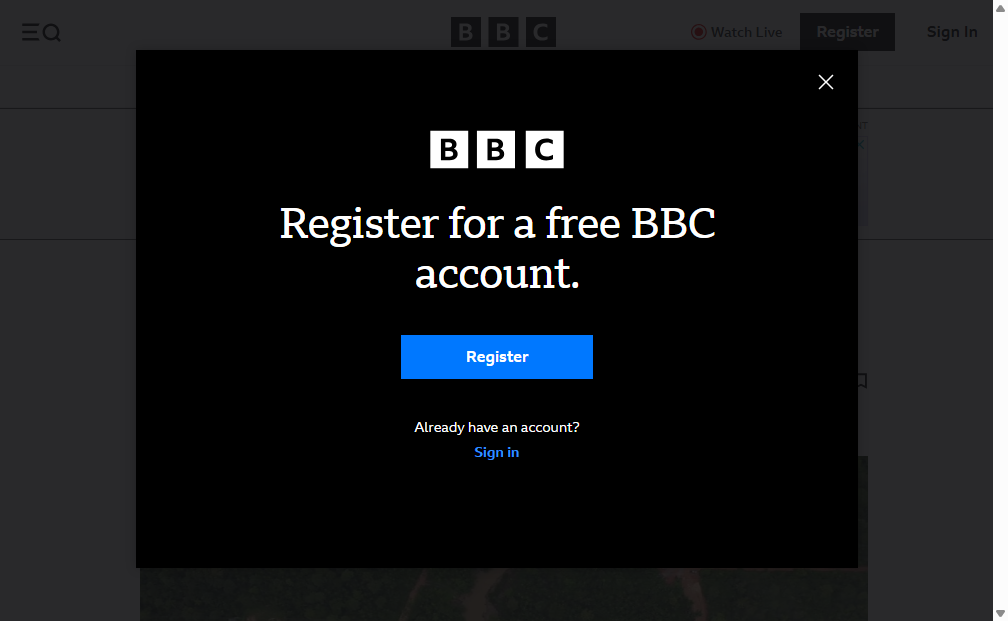 BBC
Watch Live
Register
Sign In
BBC
Register for a free BBC
account.
Register
Already have an account?
Sign in